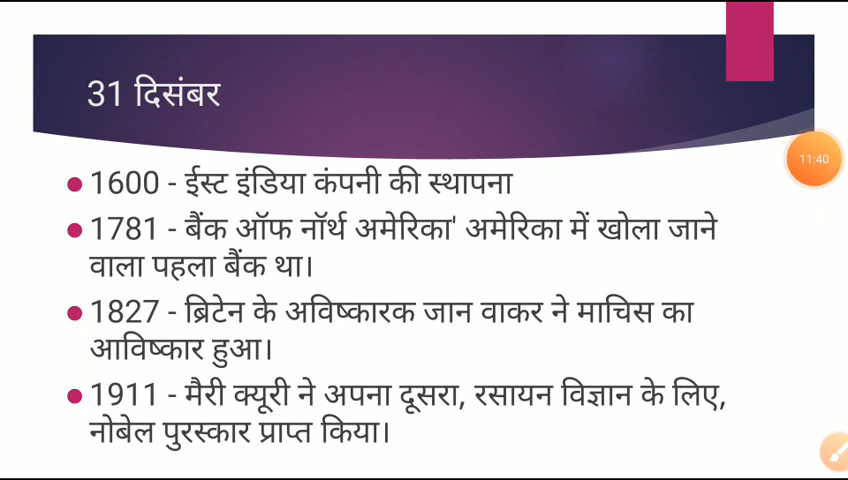 31 दिसंबर
11:40
● 1600 - ईस्ट इंडिया कंपनी की स्थापना
● 1781 - बैंक ऑफ नॉर्थ अमेरिका' अमेरिका में खोला जाने
वाला पहला बैंक था।
● 1827 - ब्रिटेन के अविष्कारक जान वाकर ने माचिस का
आविष्कार हुआ।
● 1911 - मैरी क्यूरी ने अपना दूसरा, रसायन विज्ञान के लिए,
नोबेल पुरस्कार प्राप्त किया।